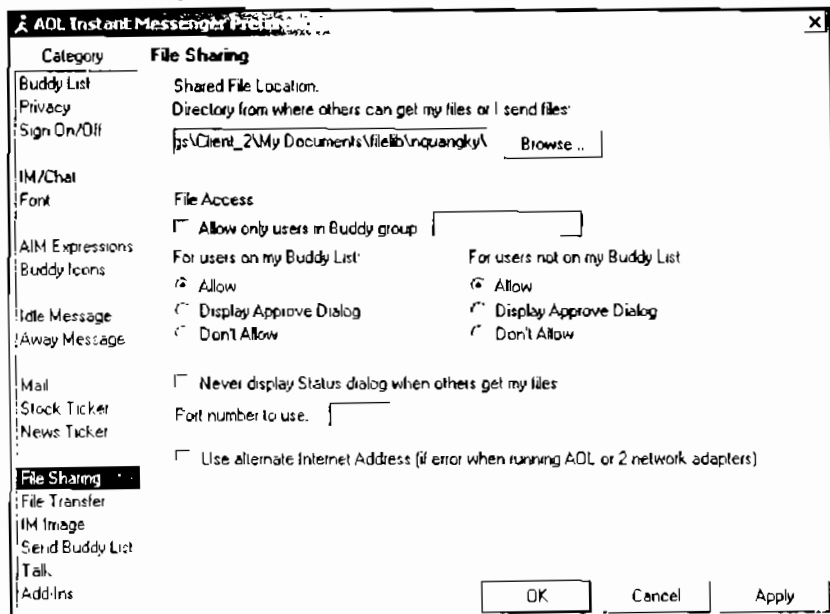 AOL Instant Messenger
Category
Buddy List
Privacy
Sign On/Off
IM/Chat
Font
AIM Expressions
Buddy Icons
Idle Message
Away Message
Mail
Stock Ticker
News Ticker
File Sharing
File Transfer
IM Image
Send Buddy List
Talk
Add-Ins
File Sharing
Shared File Location.
Directory from where others can get my files or I send files:
gs\Client_2\My Documents\filelib\nquangky\
Browse ..
File Access
Allow only users in Buddy group
For users on my Buddy List:
Allow
Display Approve Dialog
Don't Allow
For users not on my Buddy List
Allow
Display Approve Dialog
Don't Allow
Never display Status dialog when others get my files
Port number to use.
Use alternate Internet Address (if error when running AOL or 2 network adapters)
OK
Cancel
Apply